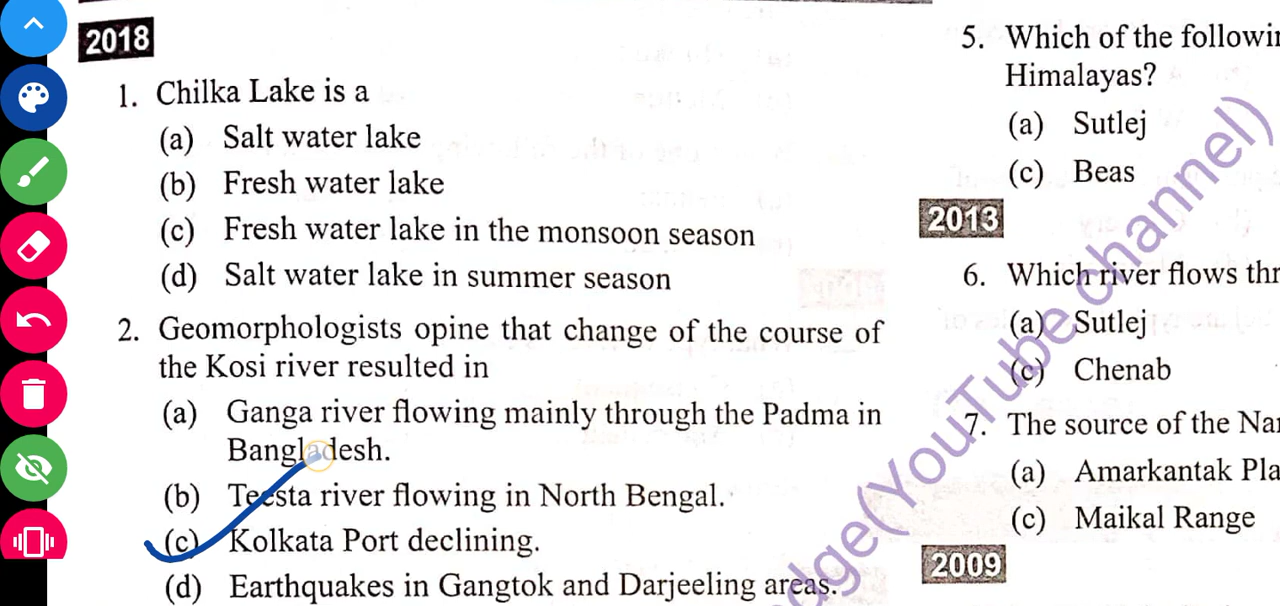 2018
1. Chilka Lake is a
(a) Salt water lake
(b) Fresh water lake
(c) Fresh water lake in the monsoon season
(d) Salt water lake in summer season
2. Geomorphologists opine that change of the course of
the Kosi river resulted in
(a) Ganga river flowing mainly through the Padma in
Bangladesh.
(b) Teesta river flowing in North Bengal.
(c) Kolkata Port declining.
(d) Earthquakes in Gangtok and Darjeeling areas.
5. Which of the
Himalayas?
(a) Sutlej
(c) Beas
2013
6. Which river flows
(a) Sutlej
(c) Chenab
7. The source of the
(a) Amarkantak
(c) Maikal Range
2009
(YouTube channel)